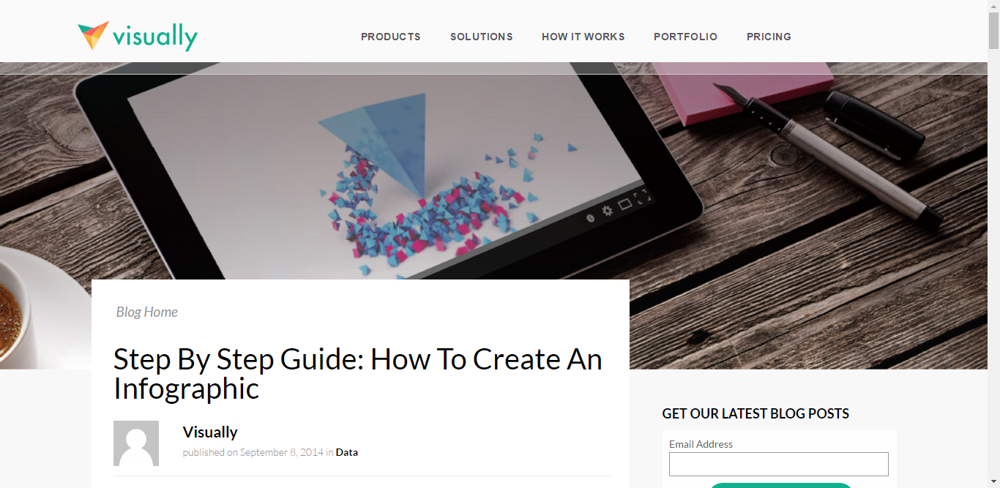 visually
PRODUCTS SOLUTIONS HOW IT WORKS PORTFOLIO PRICING
Blog Home
Step By Step Guide: How To Create An
Infographic
Visually
published on September 8, 2014 in Data
GET OUR LATEST BLOG POSTS
Email Address